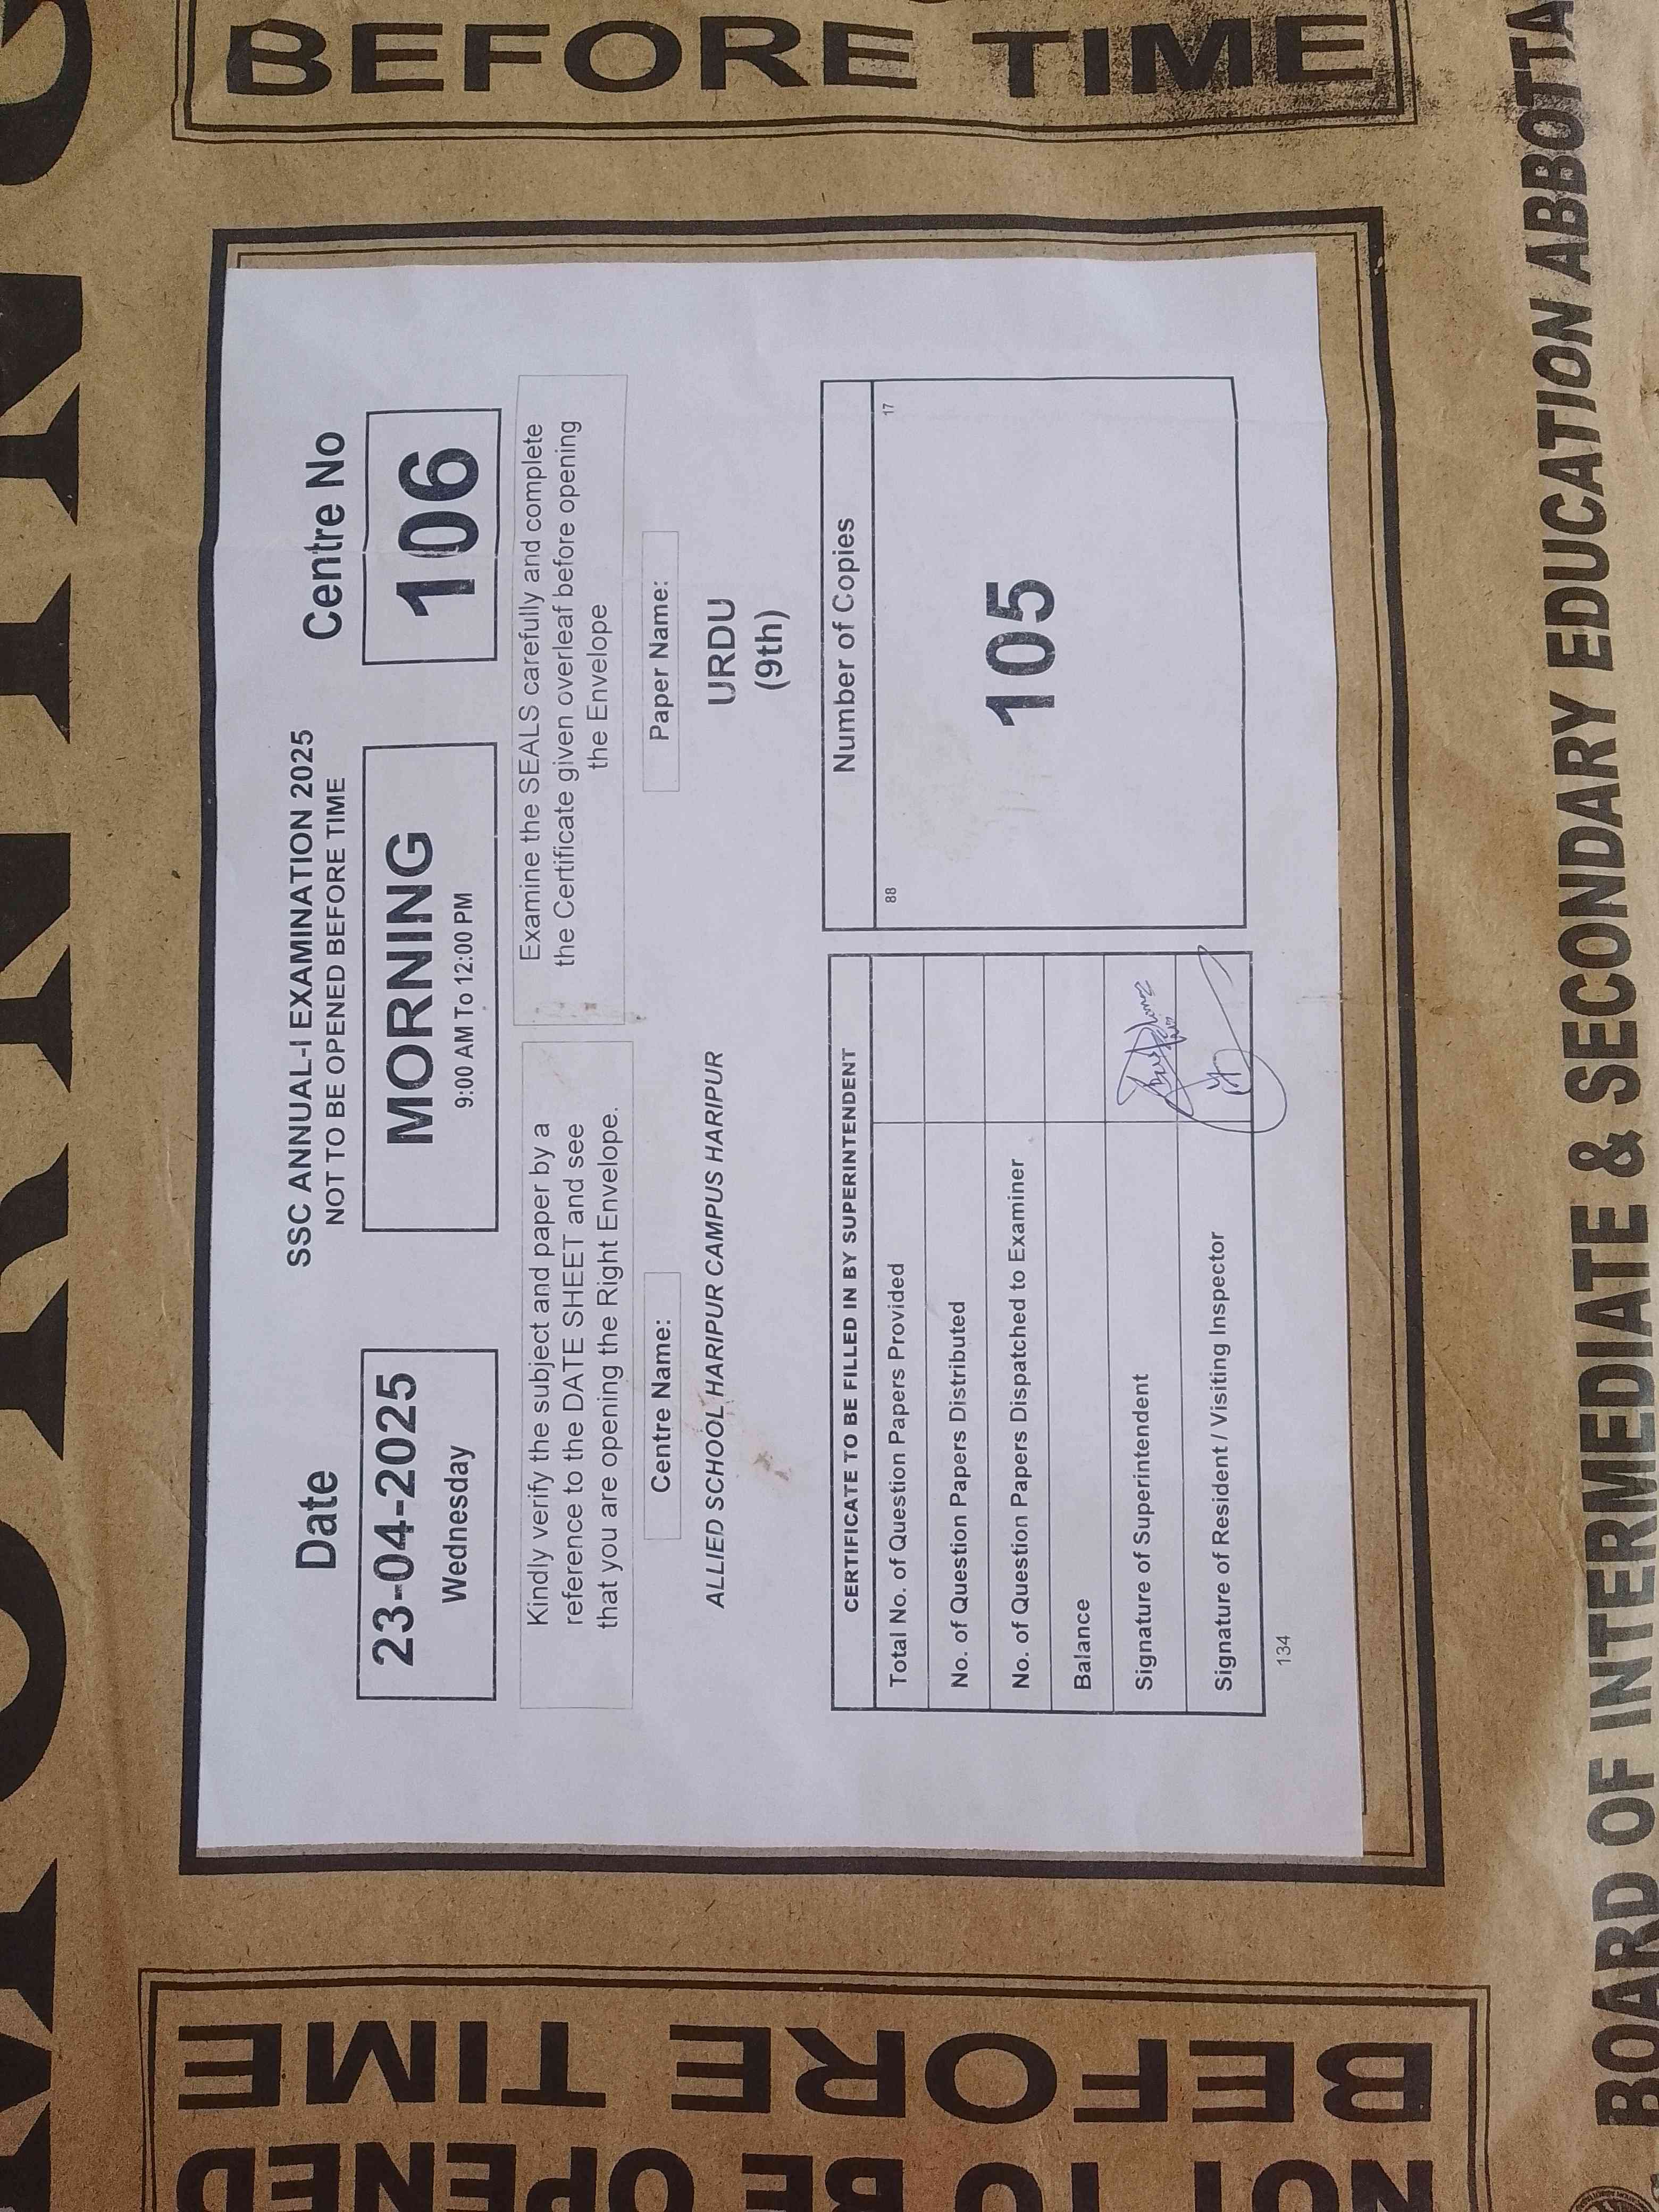 MORNING
BEFORE TIME
SSC ANNUAL-I EXAMINATION 2025
NOT TO BE OPENED BEFORE TIME
Date
23-04-2025
Wednesday
MORNING
9:00 AM To 12:00 PM
Centre No
106
Kindly verify the subject and paper by a
reference to the DATE SHEET and see
that you are opening the Right Envelope.
Examine the SEALS carefully and complete
the Certificate given overleaf before opening
the Envelope
Centre Name:
ALLIED SCHOOL HARIPUR CAMPUS HARIPUR
Paper Name:
URDU
(9th)
CERTIFICATE TO BE FILLED IN BY SUPERINTENDENT
Total No. of Question Papers Provided
No. of Question Papers Distributed
No. of Question Papers Dispatched to Examiner
Balance
Signature of Superintendent
Signature of Resident / Visiting Inspector
134
Number of Copies
88 17
105
NOT TO BE OPENED
BEFORE TIME
BOARD OF INTERMEDIATE & SECONDARY EDUCATION ABBOTTA